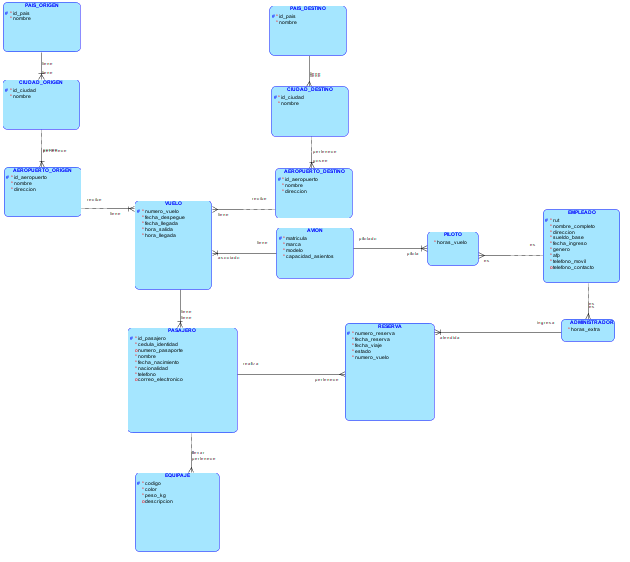 PAIS_ORIGEN
# * id_pais
* nombre
tiene
tiene
CIUDAD_ORIGEN
# * id_ciudad
* nombre
pertenece
AEROPUERTO_ORIGEN
# * id_aeropuerto
* nombre
* direccion
recibe
tiene
PAIS_DESTINO
# * id_pais
* nombre
CIUDAD_DESTINO
# * id_ciudad
* nombre
pertenece
posee
AEROPUERTO_DESTINO
# * id_aeropuerto
* nombre
* direccion
recibe
tiene
VUELO
# * numero_vuelo
* fecha_despegue
* fecha_llegada
* hora_salida
* hora_llegada
AVION
# * matricula
* marca
* modelo
* capacidad_asientos
tiene
asociado
pilotado
pilota
PILOTO
* horas_vuelo
es
es
EMPLEADO
# * rut
* nombre_completo
* direccion
* sueldo_base
* fecha_ingreso
* genero
* afp
* telefono_movil
o telefono_contacto
es
es
ADMINISTRADOR
* horas_extra
ingresa
atendido
RESERVA
# * numero_reserva
* fecha_reserva
* fecha_viaje
* estado
* numero_vuelo
tiene
tiene
PASAJERO
# * id_pasajero
* cedula_identidad
o numero_pasaporte
* nombre
* fecha_nacimiento
* nacionalidad
* telefono
o correo_electronico
realiza
pertenece
llevar
pertenece
EQUIPAJE
# * codigo
* color
* peso_kg
o descripcion